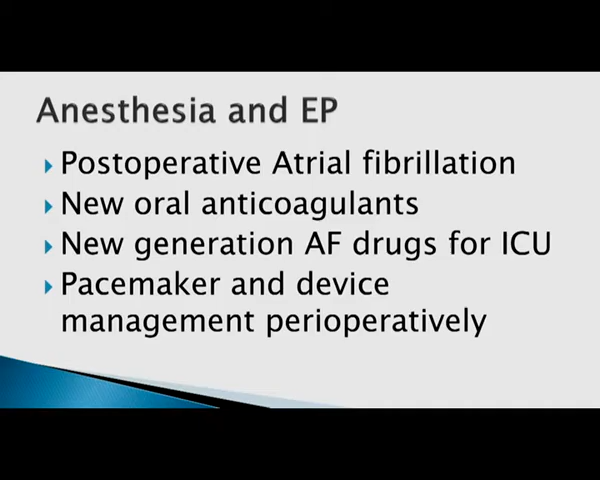 Anesthesia and EP
Postoperative Atrial fibrillation
New oral anticoagulants
New generation AF drugs for ICU
Pacemaker and device
management perioperatively